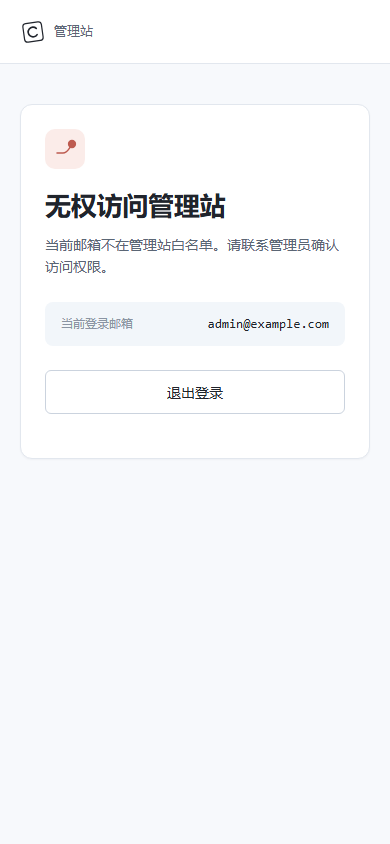 管理站
无权访问管理站
当前邮箱不在管理站白名单。请联系管理员确认
访问权限。
当前登录邮箱 admin@example.com
退出登录